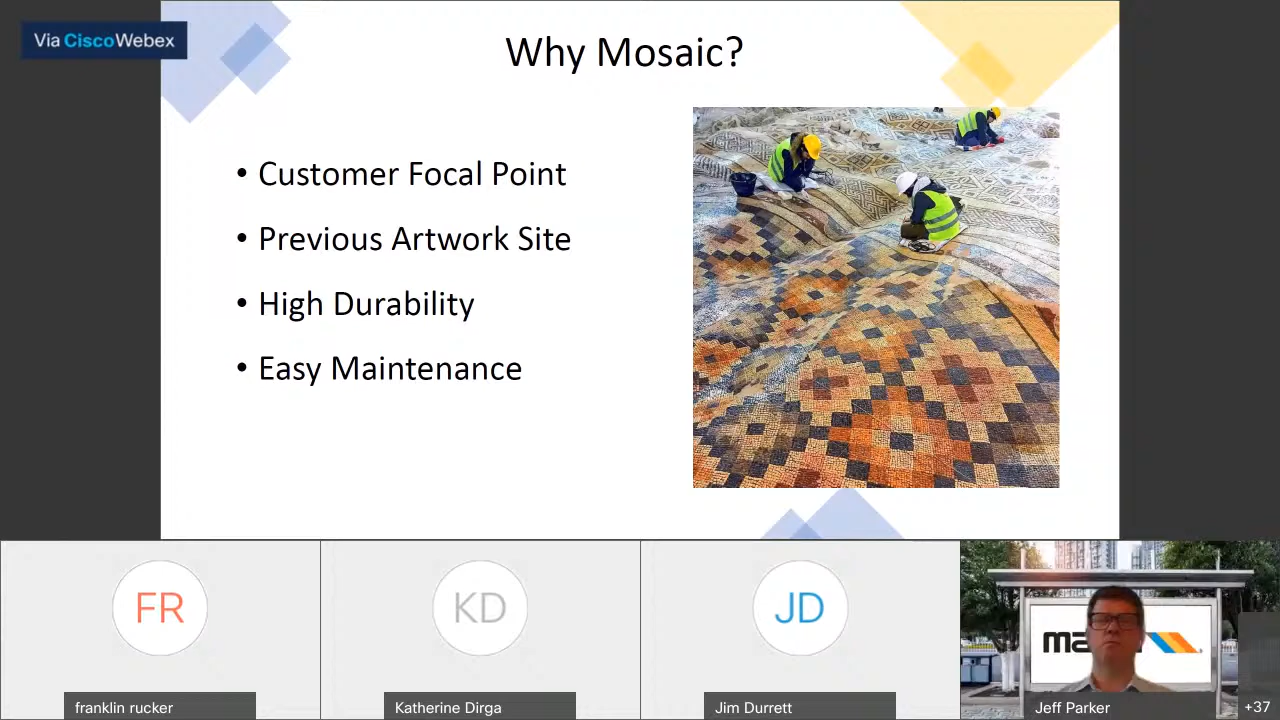 Via CiscoWebex
Why Mosaic?
• Customer Focal Point
• Previous Artwork Site
• High Durability
• Easy Maintenance
FR
KD
JD
franklin rucker
Katherine Dirga
Jim Durrett
Jeff Parker
+37